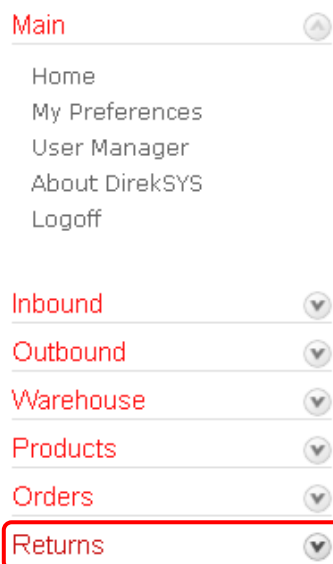 Main
Home
My Preferences
User Manager
About DirekSYS
Logoff
Inbound
Outbound
Warehouse
Products
Orders
Returns